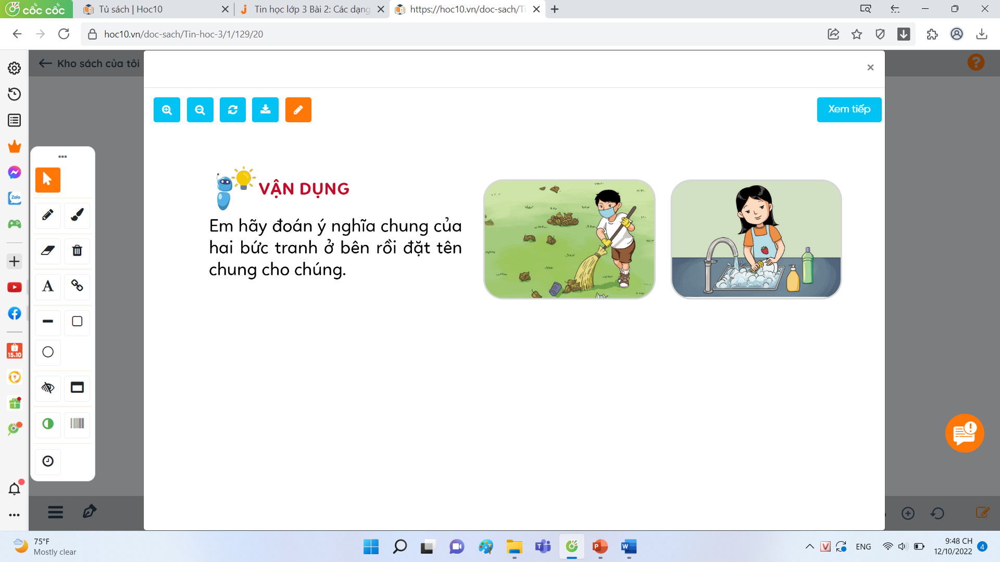 cốc cốc
Tủ sách | Hoc10
Tin học lớp 3 Bài 2: Các dạng
https://hoc10.vn/doc-sach/Ti
hoc10.vn/doc-sach/Tin-hoc-3/1/129/20
Kho sách của tôi
Xem tiếp
VẬN DỤNG
Em hãy đoán ý nghĩa chung của
hai bức tranh ở bên rồi đặt tên
chung cho chúng.
Zalo
A
15.10
75°F
Mostly clear
ENG
9:48 CH
12/10/2022
4